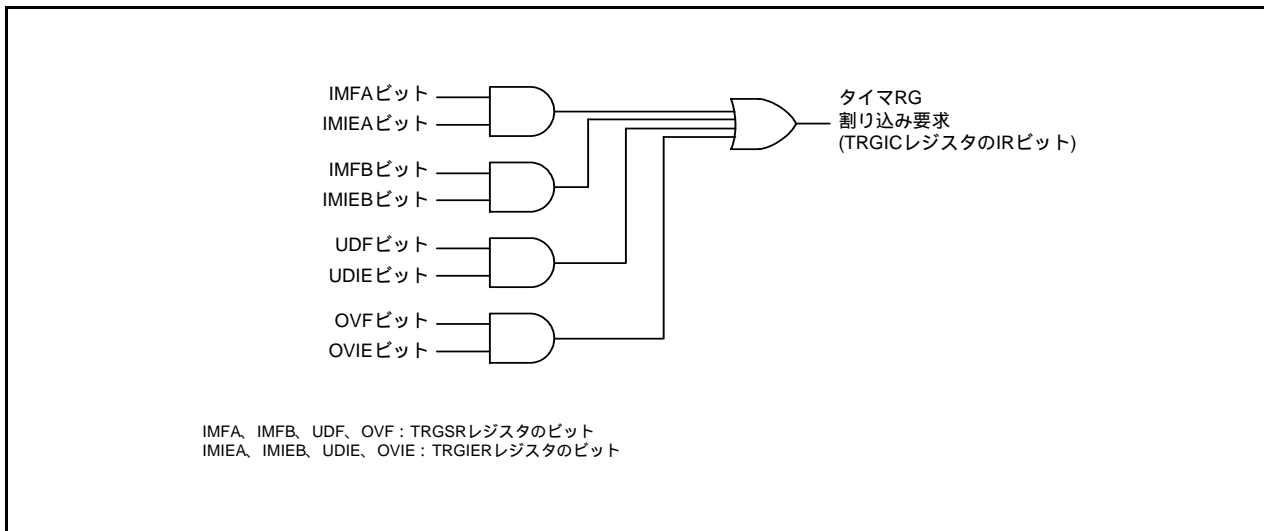 IMFAビット
IMIEAビット
IMFBビット
IMIEBビット
UDFビット
UDIEビット
OVFビット
OVIEビット
タイマRG
割り込み要求
(TRGICレジスタのIRビット)
IMFA、IMFB、UDF、OVF：TRGSRレジスタのビット
IMIEA、IMIEB、UDIE、OVIE：TRGIERレジスタのビット